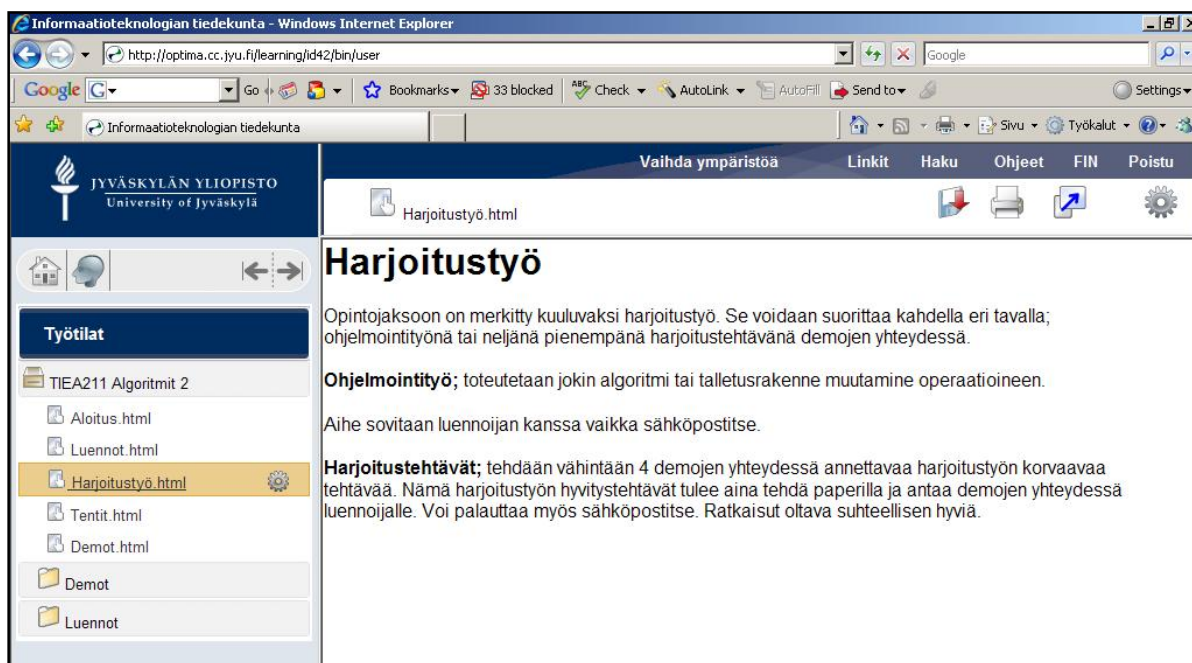 Informaatioteknologian tiedekunta - Windows Internet Explorer
http://optima.cc.jyu.fi/learning/id42/bin/user
Google
Google G Go Bookmarks 33 blocked Check AutoLink AutoFill Send to Settings
Informaatioteknologian tiedekunta
Sivu Työkalut
JYVÄSKYLÄN YLIOPISTO
University of Jyväskylä
Vaihda ympäristöä Linkit Haku Ohjeet FIN Poistu
Harjoitustyö.html
Työtilat
TIEA211 Algoritmit 2
Aloitus.html
Luennot.html
Harjoitustyö.html
Tentit.html
Demot.html
Demot
Luennot
Harjoitustyö
Opintojaksoon on merkitty kuuluvaksi harjoitustyö. Se voidaan suorittaa kahdella eri tavalla;
ohjelmointityönä tai neljänä pienempänä harjoitustehtävänä demojen yhteydessä.
Ohjelmointityö; toteutetaan jokin algoritmi tai talletusrakenne muutamine operaatioineen.
Aihe sovitaan luennoijan kanssa vaikka sähköpostitse.
Harjoitustehtävät; tehdään vähintään 4 demojen yhteydessä annettavaa harjoitustyön korvaavaa
tehtävää. Nämä harjoitustyön hyvitystehtävät tulee aina tehdä paperilla ja antaa demojen yhteydessä
luennoijalle. Voi palauttaa myös sähköpostitse. Ratkaisut oltava suhteellisen hyviä.